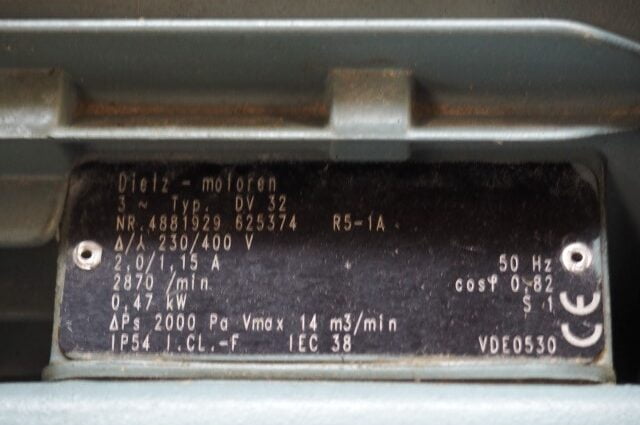 Dietz - motoren
3 ~ Typ. DV 32
NR.4881929 625374 R5-1A
Δ/⅄ 230/400 V
2,0/1,15 A 50 Hz
2870 /min cosφ 0,82
0,47 kW S 1
ΔPs 2000 Pa Vmax 14 m3/min
IP54 I.CL.-F IEC 38 VDE0530
CE